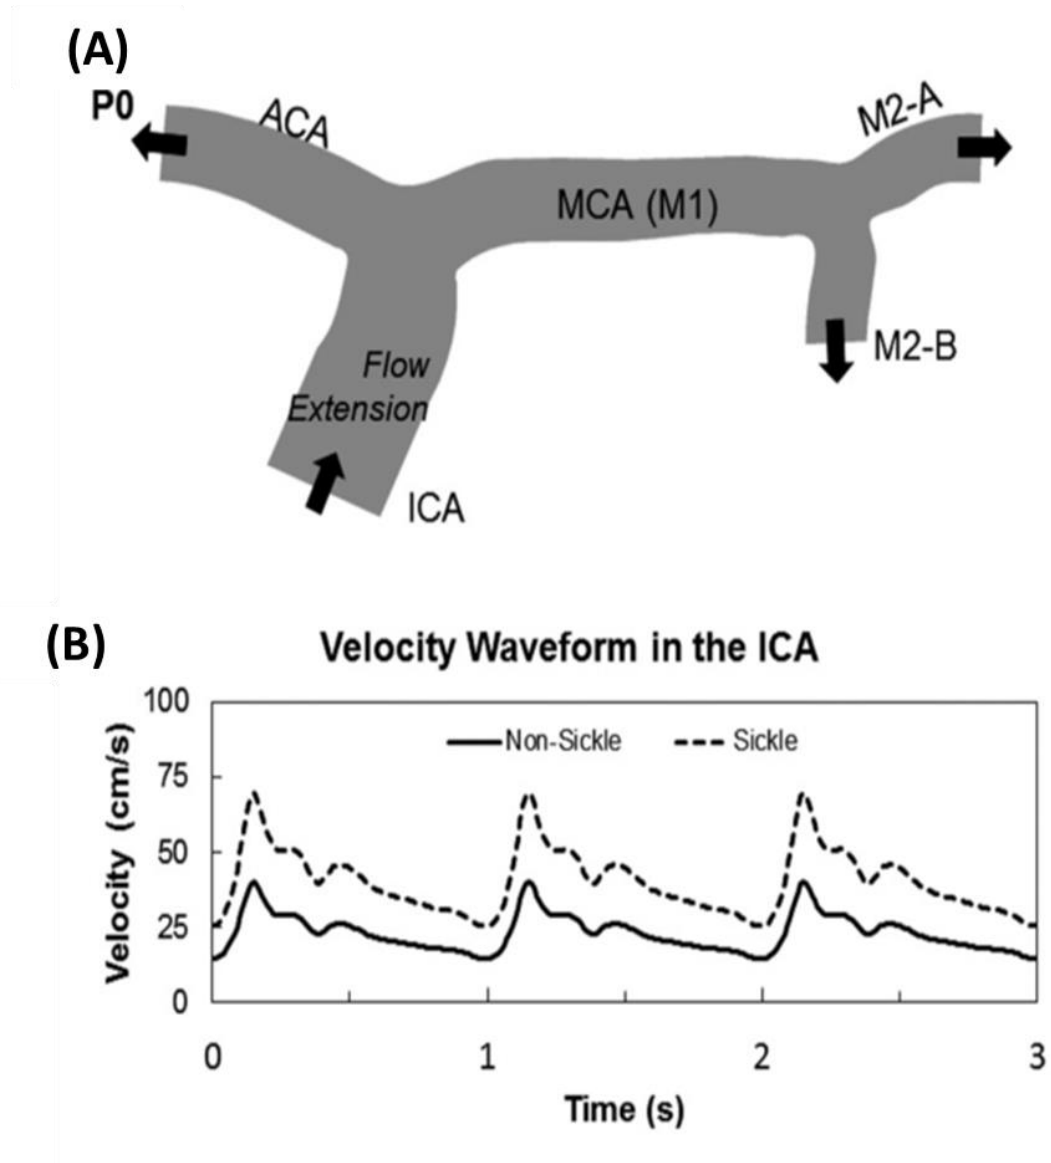 (A)
P0
ACA
M2-A
MCA (M1)
M2-B
Flow
Extension
ICA
(B)
Velocity Waveform in the ICA
Velocity (cm/s)
100
75
50
25
0
Non-Sickle
Sickle
0 1 2 3
Time (s)